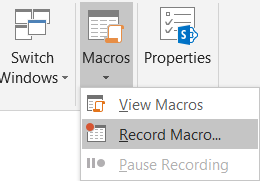 Switch
Windows
Macros
Properties
View Macros
Record Macro...
Pause Recording